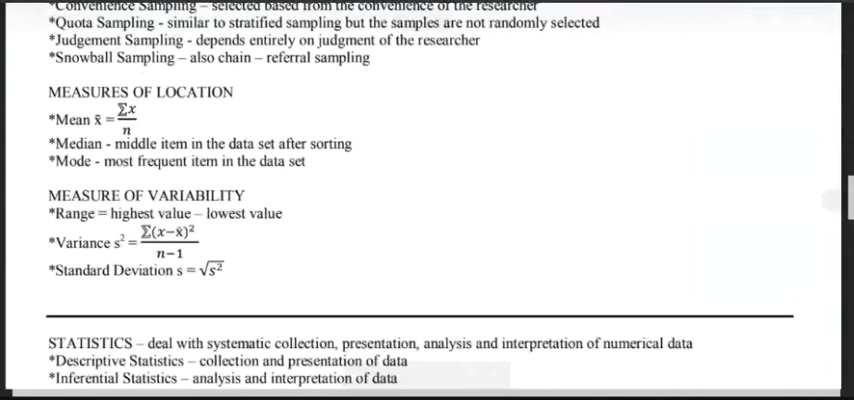 *Convenience Sampling – selected based from the convenience of the researcher
*Quota Sampling - similar to stratified sampling but the samples are not randomly selected
*Judgement Sampling - depends entirely on judgment of the researcher
*Snowball Sampling – also chain – referral sampling
MEASURES OF LOCATION
*Mean x̄ = ∑x/n
*Median - middle item in the data set after sorting
*Mode - most frequent item in the data set
MEASURE OF VARIABILITY
*Range = highest value – lowest value
*Variance s² = ∑(x−x̄)²/n−1
*Standard Deviation s = √s²
STATISTICS – deal with systematic collection, presentation, analysis and interpretation of numerical data
*Descriptive Statistics – collection and presentation of data
*Inferential Statistics – analysis and interpretation of data